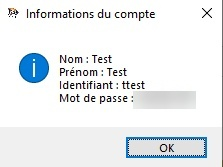 Informations du compte
Nom : Test
Prénom : Test
Identifiant : ttest
Mot de passe :
OK